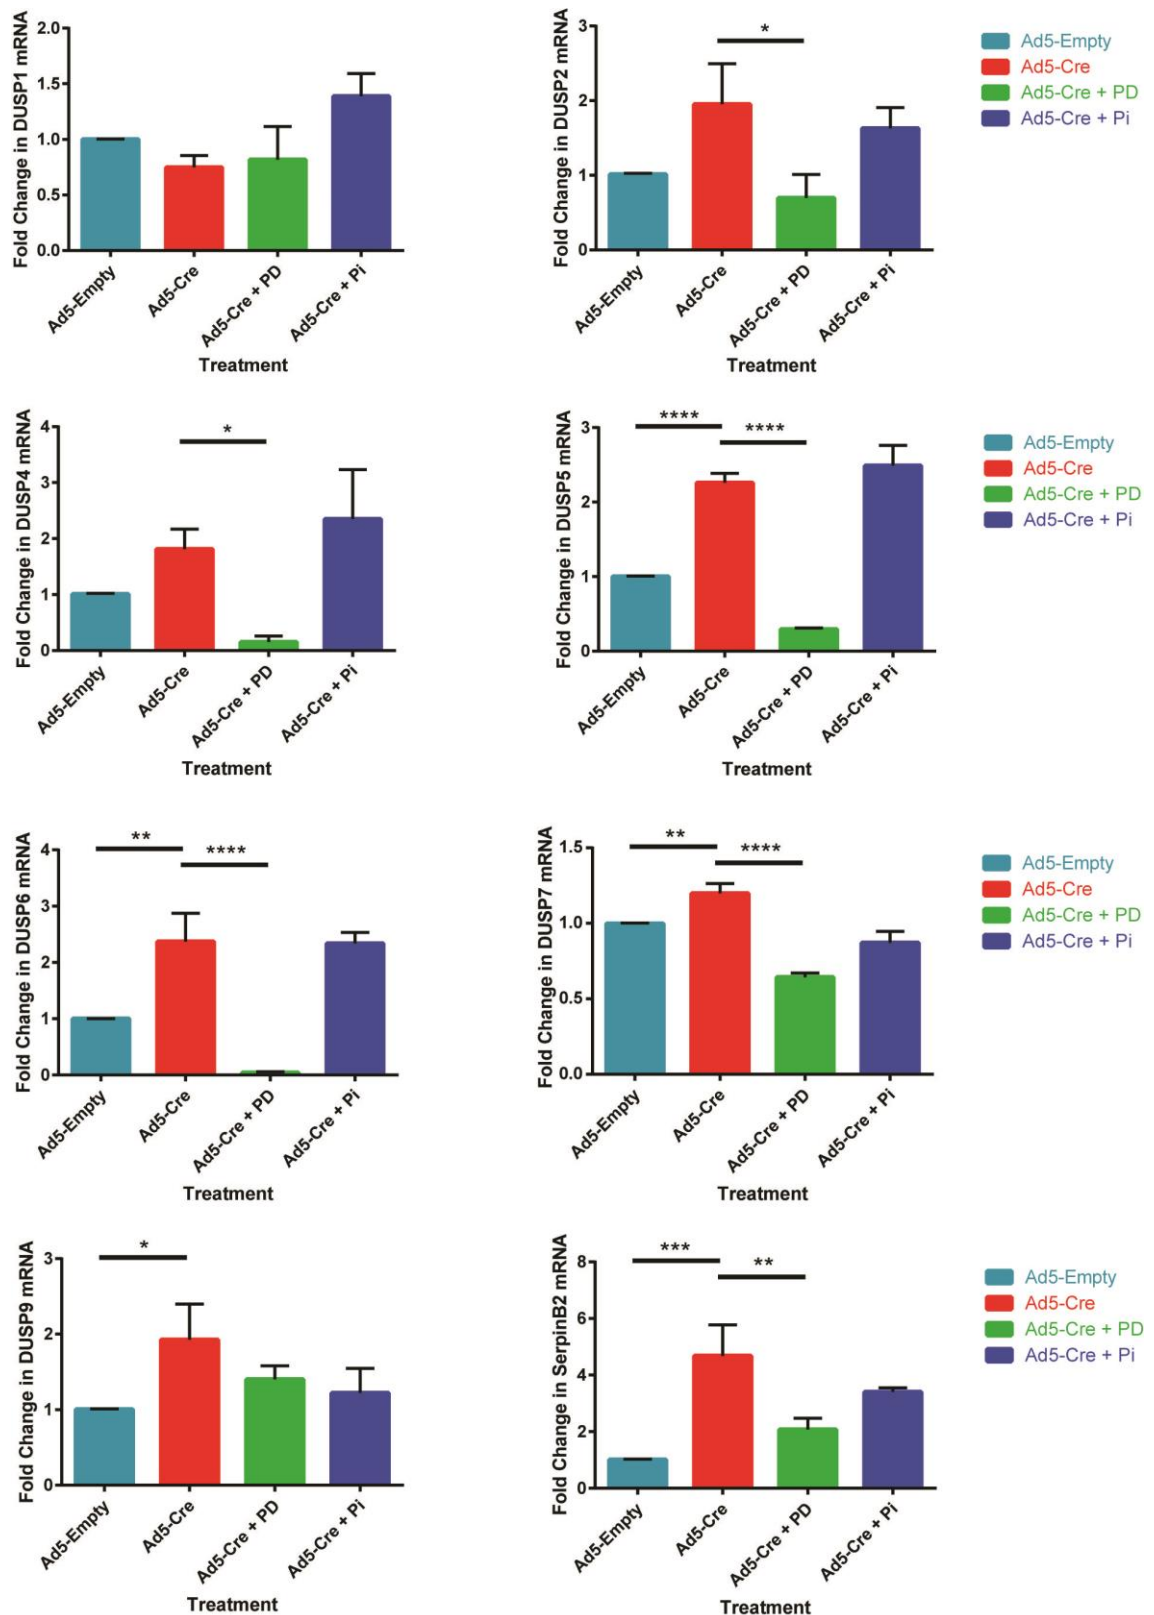 Fold Change in DUSP1 mRNA
2.0
1.5
1.0
0.5
0.0
Ad5-Empty
Ad5-Cre
Ad5-Cre + PD
Ad5-Cre + Pi
Treatment
Fold Change in DUSP2 mRNA
3
2
1
0
*
Ad5-Empty
Ad5-Cre
Ad5-Cre + PD
Ad5-Cre + Pi
Treatment
Ad5-Empty
Ad5-Cre
Ad5-Cre + PD
Ad5-Cre + Pi
Fold Change in DUSP4 mRNA
4
3
2
1
0
*
Ad5-Empty
Ad5-Cre
Ad5-Cre + PD
Ad5-Cre + Pi
Treatment
Fold Change in DUSP5 mRNA
3
2
1
0
****
****
Ad5-Empty
Ad5-Cre
Ad5-Cre + PD
Ad5-Cre + Pi
Treatment
Ad5-Empty
Ad5-Cre
Ad5-Cre + PD
Ad5-Cre + Pi
Fold Change in DUSP6 mRNA
4
3
2
1
0
**
****
Ad5-Empty
Ad5-Cre
Ad5-Cre + PD
Ad5-Cre + Pi
Treatment
Fold Change in DUSP7 mRNA
1.5
1.0
0.5
0.0
**
****
Ad5-Empty
Ad5-Cre
Ad5-Cre + PD
Ad5-Cre + Pi
Treatment
Ad5-Empty
Ad5-Cre
Ad5-Cre + PD
Ad5-Cre + Pi
Fold Change in DUSP9 mRNA
3
2
1
0
*
Ad5-Empty
Ad5-Cre
Ad5-Cre + PD
Ad5-Cre + Pi
Treatment
Fold Change in SerpinB2 mRNA
8
6
4
2
0
***
**
Ad5-Empty
Ad5-Cre
Ad5-Cre + PD
Ad5-Cre + Pi
Treatment
Ad5-Empty
Ad5-Cre
Ad5-Cre + PD
Ad5-Cre + Pi